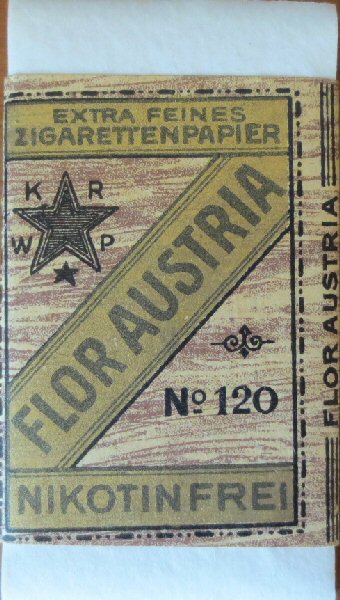 EXTRA FEINES
ZIGARETTENPAPIER
K R
W P
FLOR AUSTRIA
Nº 120
NIKOTINFREI
FLOR AUSTRIA